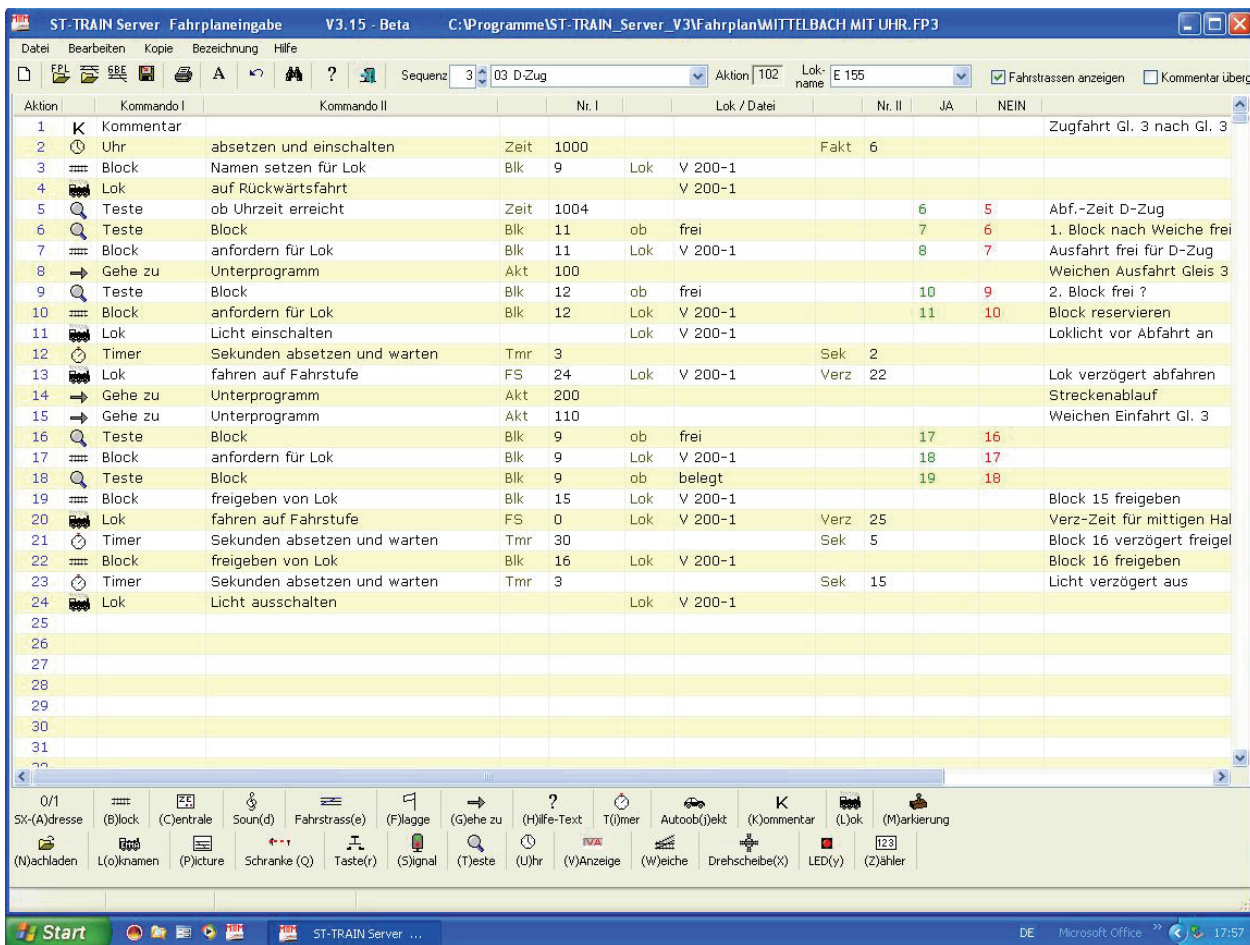 ST-TRAIN Server Fahrplaneingabe V3.15 - Beta C:\Programme\ST-TRAIN_Server_V3\Fahrplan\MITTELBACH MIT UHR.FP3
Datei Bearbeiten Kopie Bezeichnung Hilfe
FPL GBE A ? Sequenz 3 03 D-Zug Aktion 102 Lok-name E 155 Fahrstrassen anzeigen Kommentar überg
Aktion Kommando I Kommando II Nr. I Lok / Datei Nr. II JA NEIN
1 K Kommentar Zugfahrt Gl. 3 nach Gl. 3
2 Uhr absetzen und einschalten Zeit 1000 Fakt 6
3 Block Namen setzen für Lok Blk 9 Lok V 200-1
4 Lok auf Rückwärtsfahrt V 200-1
5 Teste ob Uhrzeit erreicht Zeit 1004 6 5 Abf.-Zeit D-Zug
6 Teste Block Blk 11 ob frei 7 6 1. Block nach Weiche frei
7 Block anfordern für Lok Blk 11 Lok V 200-1 8 7 Ausfahrt frei für D-Zug
8 Gehe zu Unterprogramm Akt 100 Weichen Ausfahrt Gleis 3
9 Teste Block Blk 12 ob frei 10 9 2. Block frei ?
10 Block anfordern für Lok Blk 12 Lok V 200-1 11 10 Block reservieren
11 Lok Licht einschalten Lok V 200-1 Loklicht vor Abfahrt an
12 Timer Sekunden absetzen und warten Tmr 3 Sek 2
13 Lok fahren auf Fahrstufe FS 24 Lok V 200-1 Verz 22 Lok verzögert abfahren
14 Gehe zu Unterprogramm Akt 200 Streckenablauf
15 Gehe zu Unterprogramm Akt 110 Weichen Einfahrt Gl. 3
16 Teste Block Blk 9 ob frei 17 16
17 Block anfordern für Lok Blk 9 Lok V 200-1 18 17
18 Teste Block Blk 9 ob belegt 19 18
19 Block freigeben von Lok Blk 15 Lok V 200-1 Block 15 freigeben
20 Lok fahren auf Fahrstufe FS 0 Lok V 200-1 Verz 25 Verz-Zeit für mittigen Hal
21 Timer Sekunden absetzen und warten Tmr 30 Sek 5 Block 16 verzögert freigel
22 Block freigeben von Lok Blk 16 Lok V 200-1 Block 16 freigeben
23 Timer Sekunden absetzen und warten Tmr 3 Sek 15 Licht verzögert aus
24 Lok Licht ausschalten Lok V 200-1
25
26
27
28
29
30
31
0/1 ? K
SX-(A)dresse (B)lock (C)entrale Soun(d) Fahrstrass(e) (F)lagge (G)ehe zu (H)ilfe-Text T(i)mer Autoob(j)ekt (K)ommentar (L)ok (M)arkierung
IVA 123
(N)achladen L(o)knamen (P)icture Schranke (Q) Taste(r) (S)ignal (T)este (U)hr (V)Anzeige (W)eiche Drehscheibe(X) LED(y) (Z)ähler
Start ST-TRAIN Server ... DE Microsoft Office 17:57